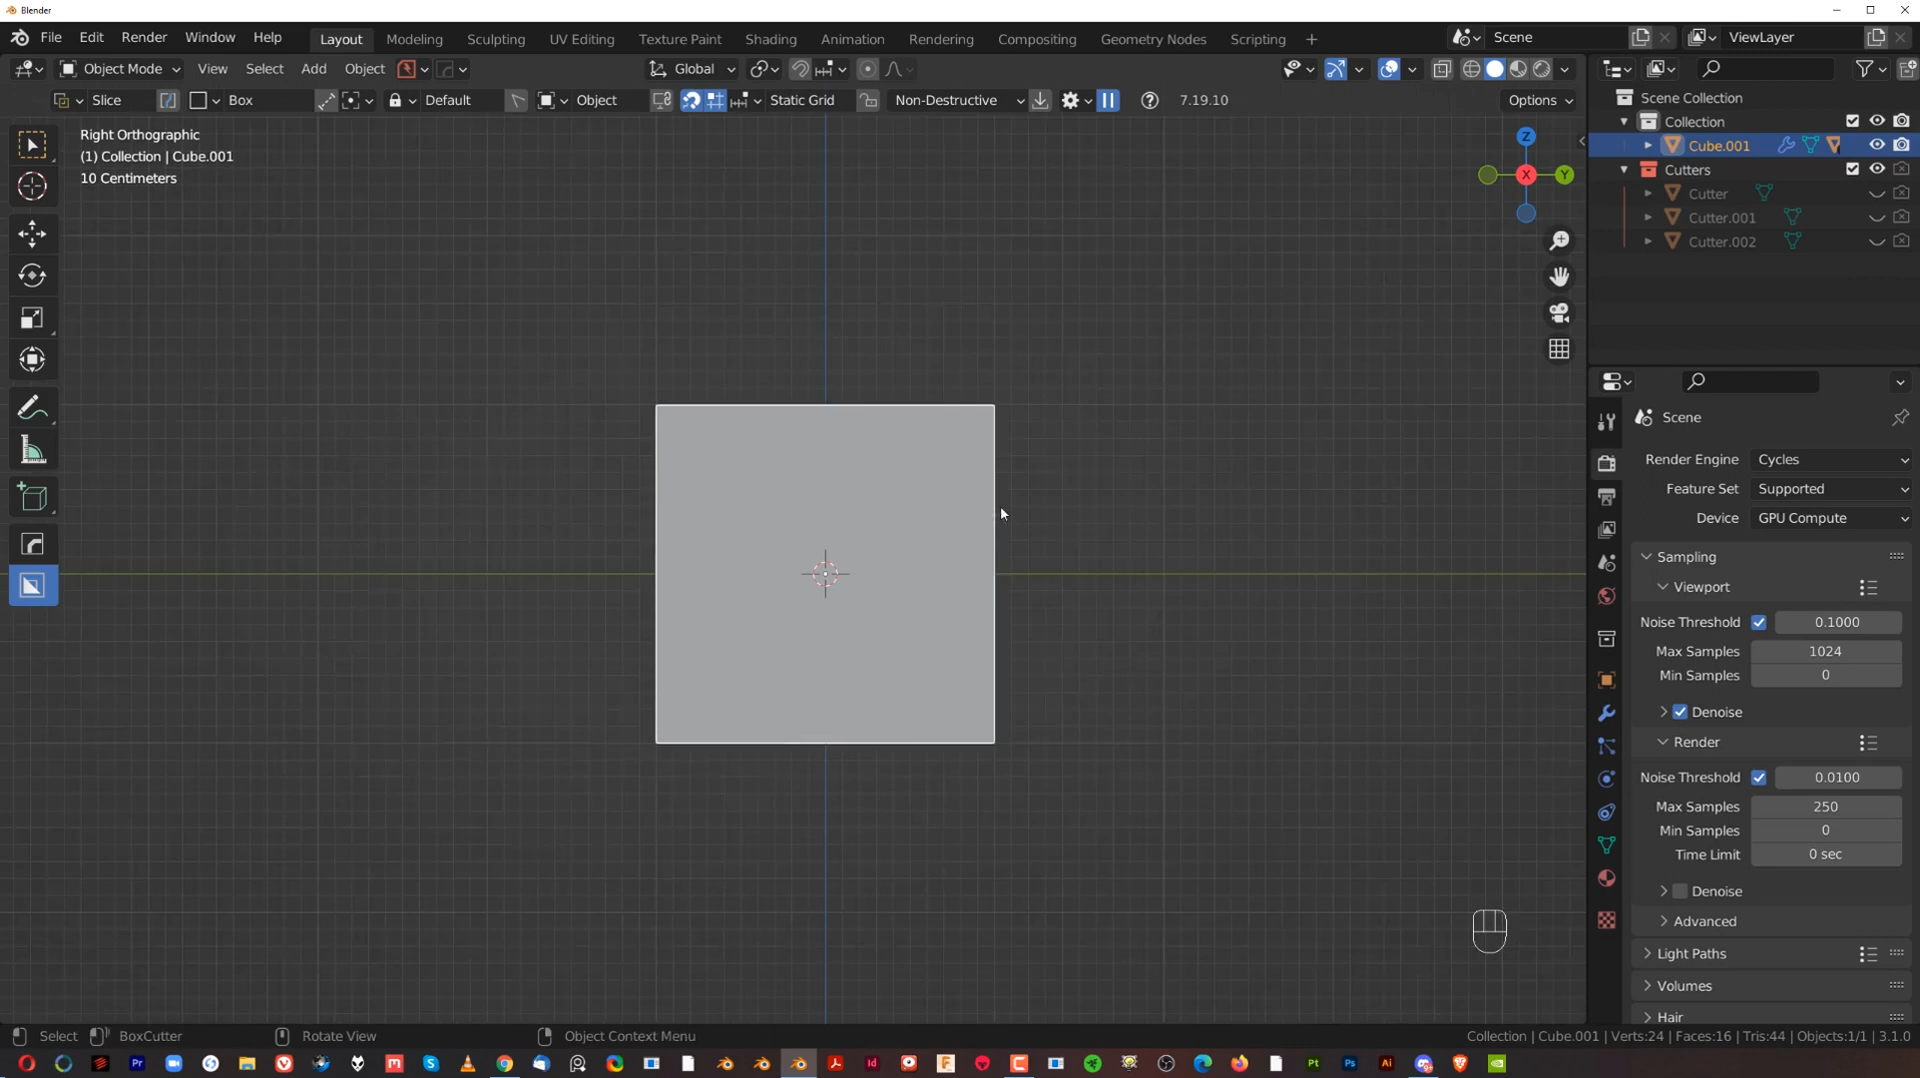 Blender
File Edit Render Window Help Layout Modeling Sculpting UV Editing Texture Paint Shading Animation Rendering Compositing Geometry Nodes Scripting + Scene ViewLayer
Object Mode View Select Add Object Global
Slice Box Default Object Static Grid Non-Destructive 7.19.10 Options
Right Orthographic
(1) Collection | Cube.001
10 Centimeters
Z
X
Y
Scene Collection
Collection
Cube.001
Cutters
Cutter
Cutter.001
Cutter.002
Scene
Render Engine Cycles
Feature Set Supported
Device GPU Compute
Sampling
Viewport
Noise Threshold 0.1000
Max Samples 1024
Min Samples 0
Denoise
Render
Noise Threshold 0.0100
Max Samples 250
Min Samples 0
Time Limit 0 sec
Denoise
Advanced
Light Paths
Volumes
Hair
Select BoxCutter Rotate View Object Context Menu Collection | Cube.001 | Verts:24 | Faces:16 | Tris:44 | Objects:1/1 | 3.1.0
Pr Id F Pt Ps Ai